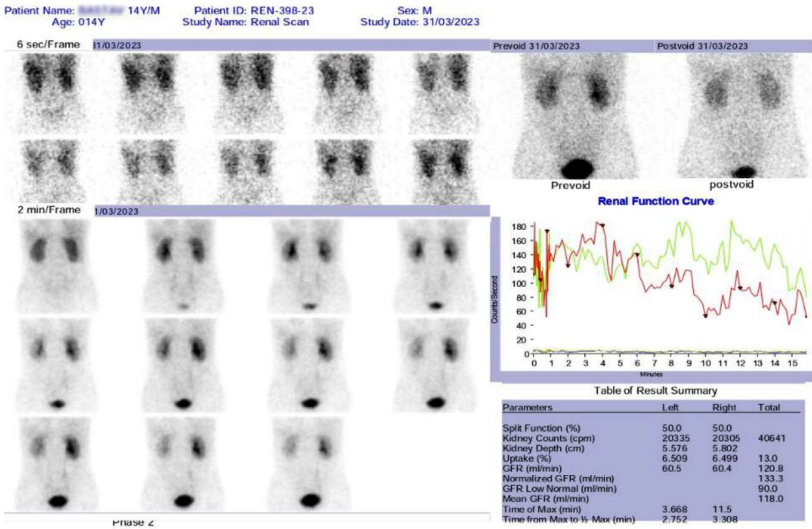 Patient Name: 14Y/M Patient ID: REN-398-23 Sex: M
Age: 014Y Study Name: Renal Scan Study Date: 31/03/2023
6 sec/Frame 31/03/2023
Prevoid 31/03/2023 Postvoid 31/03/2023
Prevoid postvoid
2 min/Frame 1/03/2023
Renal Function Curve
Counts/Second
180
160
140
120
100
80
60
40
20
0
0 1 2 3 4 5 6 7 8 9 10 11 12 13 14 15
Minutes
Table of Result Summary
Parameters Left Right Total
Split Function (%) 50.0 50.0
Kidney Counts (cpm) 20335 20305 40641
Kidney Depth (cm) 5.576 5.802
Uptake (%) 6.509 6.499 13.0
GFR (ml/min) 60.5 60.4 120.8
Normalized GFR (ml/min) 133.3
GFR Low Normal (ml/min) 90.0
Mean GFR (ml/min) 118.0
Time of Max (min) 3.668 11.5
Time from Max to ½ Max (min) 2.752 3.308
Phase 2